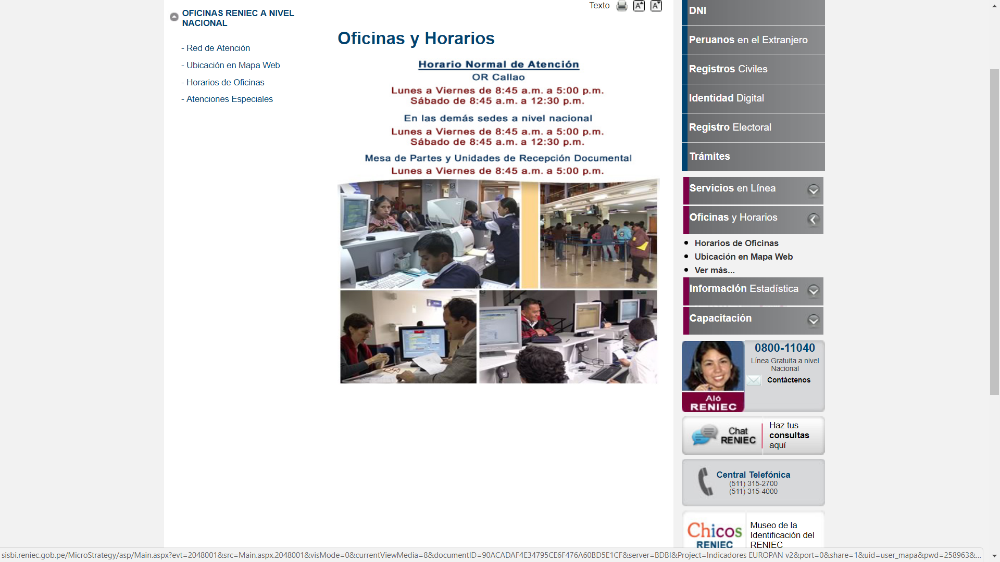 OFICINAS RENIEC A NIVEL
NACIONAL
- Red de Atención
- Ubicación en Mapa Web
- Horarios de Oficinas
- Atenciones Especiales
Texto
Oficinas y Horarios
Horario Normal de Atención
OR Callao
Lunes a Viernes de 8:45 a.m. a 5:00 p.m.
Sábado de 8:45 a.m. a 12:30 p.m.
En las demás sedes a nivel nacional
Lunes a Viernes de 8:45 a.m. a 5:00 p.m.
Sábado de 8:45 a.m. a 12:30 p.m.
Mesa de Partes y Unidades de Recepción Documental
Lunes a Viernes de 8:45 a.m. a 5:00 p.m.
DNI
Peruanos en el Extranjero
Registros Civiles
Identidad Digital
Registro Electoral
Trámites
Servicios en Línea
Oficinas y Horarios
Horarios de Oficinas
Ubicación en Mapa Web
Ver más...
Información Estadística
Capacitación
0800-11040
Línea Gratuita a nivel
Nacional
Contáctenos
Aló
RENIEC
Chat
RENIEC
Haz tus
consultas
aquí
Central Telefónica
(511) 315-2700
(511) 315-4000
Chicos
RENIEC
Museo de la
Identificación del
RENIEC
sisbi.reniec.gob.pe/MicroStrategy/asp/Main.aspx?evt=2048001&src=Main.aspx.2048001&visMode=0&currentViewMedia=8&documentID=90ACADAF4E34795CE6F476A60BD5E1CF&server=BDBI&Project=Indicadores EUROPAN v2&port=0&share=1&uid=user_mapa&pwd=258963&...